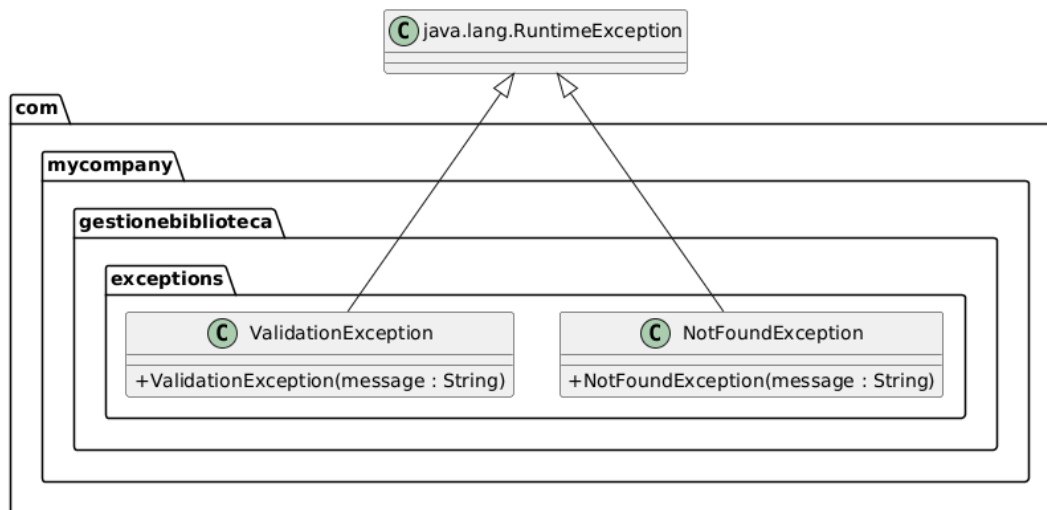 C java.lang.RuntimeException
com
mycompany
gestionebiblioteca
exceptions
C ValidationException
+ValidationException(message : String)
C NotFoundException
+NotFoundException(message : String)